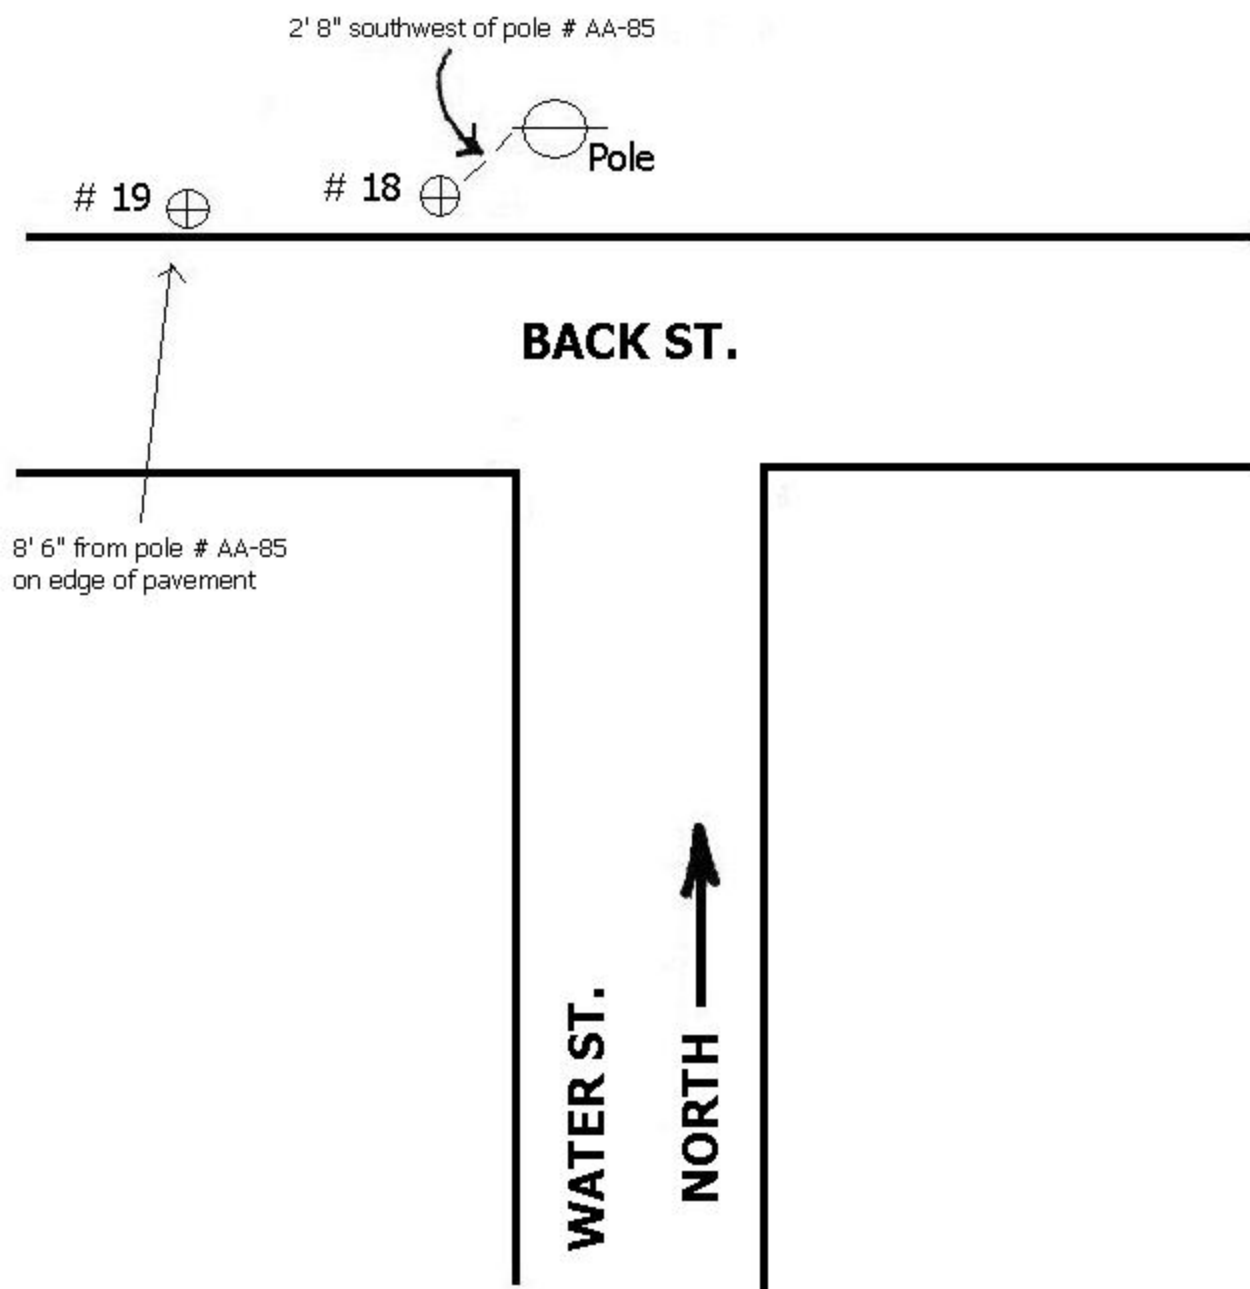 2' 8" southwest of pole # AA-85
Pole
# 19
# 18
BACK ST.
8' 6" from pole # AA-85
on edge of pavement
WATER ST.
NORTH